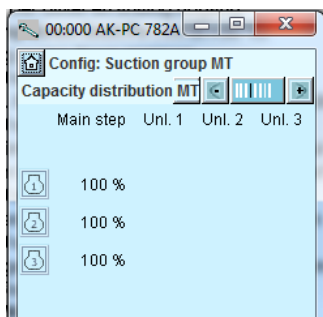 00:000 AK-PC 782A
Config: Suction group MT
Capacity distribution MT
Main step Unl. 1 Unl. 2 Unl. 3
1 100 %
2 100 %
3 100 %